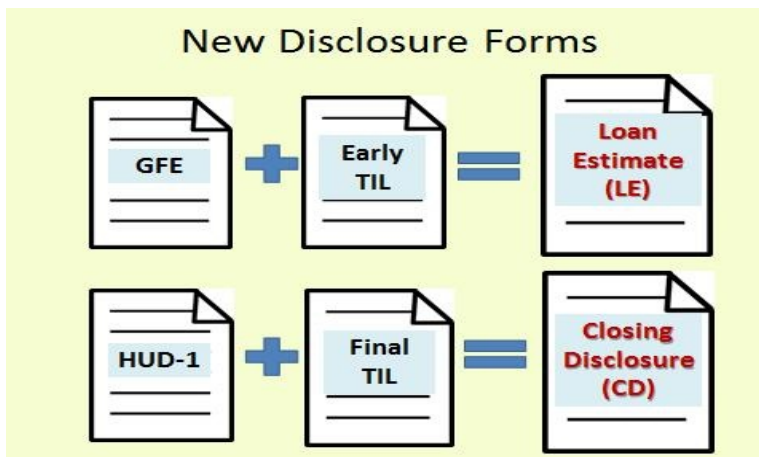 New Disclosure Forms
GFE
Early
TIL
Loan
Estimate
(LE)
HUD-1
Final
TIL
Closing
Disclosure
(CD)